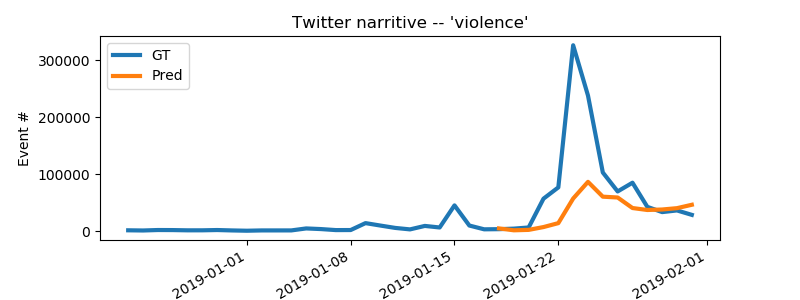 Twitter narritive -- 'violence'
GT
Pred
Event #
300000
200000
100000
0
2019-01-01
2019-01-08
2019-01-15
2019-01-22
2019-02-01